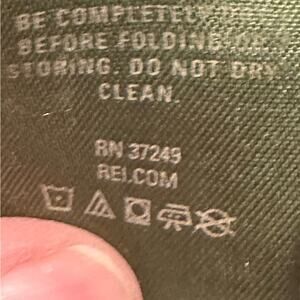 BE COMPLETELY
BEFORE FOLDING
STORING. DO NOT DRY
CLEAN.
RN 37249
REI.COM